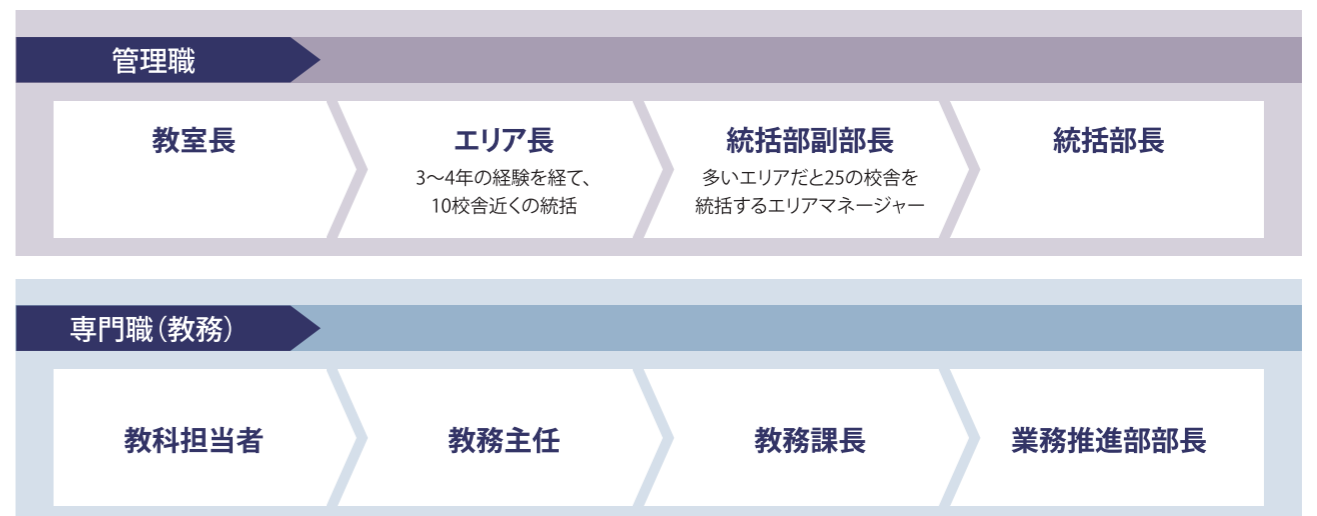 管理職
教室長
エリア長
3〜4年の経験を経て、
10校舎近くの統括
統括部副部長
多いエリアだと25の校舎を
統括するエリアマネージャー
統括部長
専門職（教務）
教科担当者
教務主任
教務課長
業務推進部部長